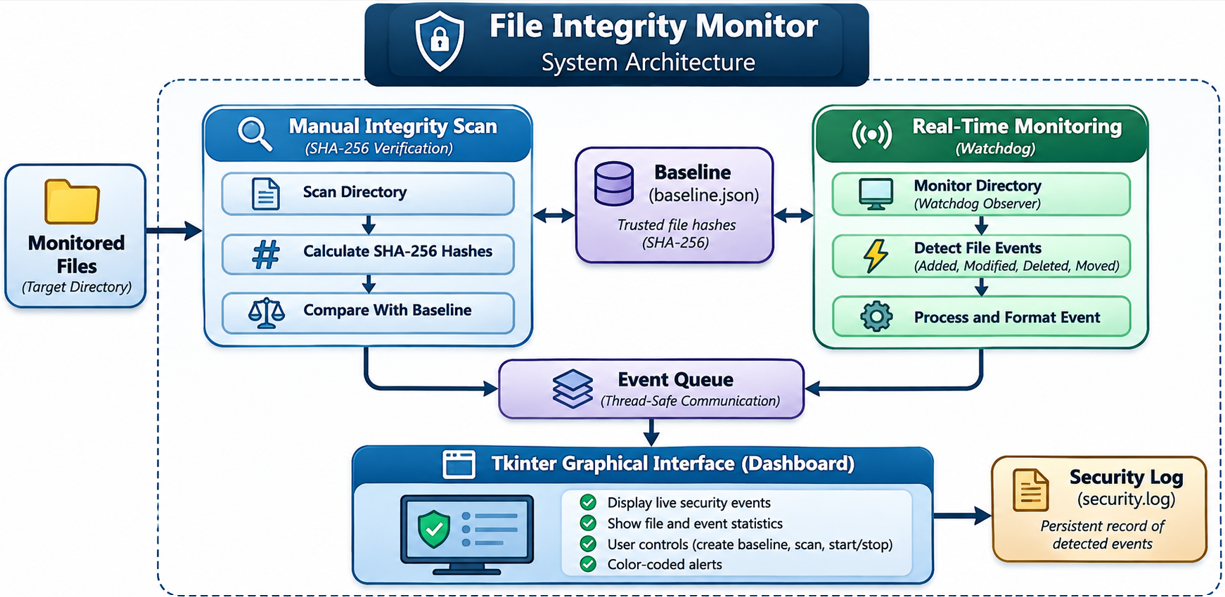 File Integrity Monitor
System Architecture
Monitored
Files
(Target Directory)
Manual Integrity Scan
(SHA-256 Verification)
Scan Directory
# Calculate SHA-256 Hashes
Compare With Baseline
Baseline
(baseline.json)
Trusted file hashes
(SHA-256)
Real-Time Monitoring
(Watchdog)
Monitor Directory
(Watchdog Observer)
Detect File Events
(Added, Modified, Deleted, Moved)
Process and Format Event
Event Queue
(Thread-Safe Communication)
Tkinter Graphical Interface (Dashboard)
Display live security events
Show file and event statistics
User controls (create baseline, scan, start/stop)
Color-coded alerts
Security Log
(security.log)
Persistent record of
detected events